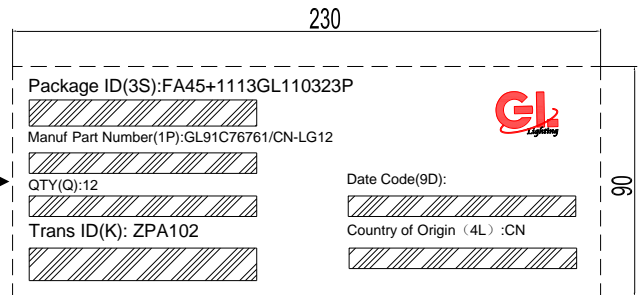 230
Package ID(3S):FA45+1113GL110323P
GL
Lighting
Manuf Part Number(1P):GL91C76761/CN-LG12
QTY(Q):12
Date Code(9D):
90
Trans ID(K): ZPA102
Country of Origin（4L）:CN